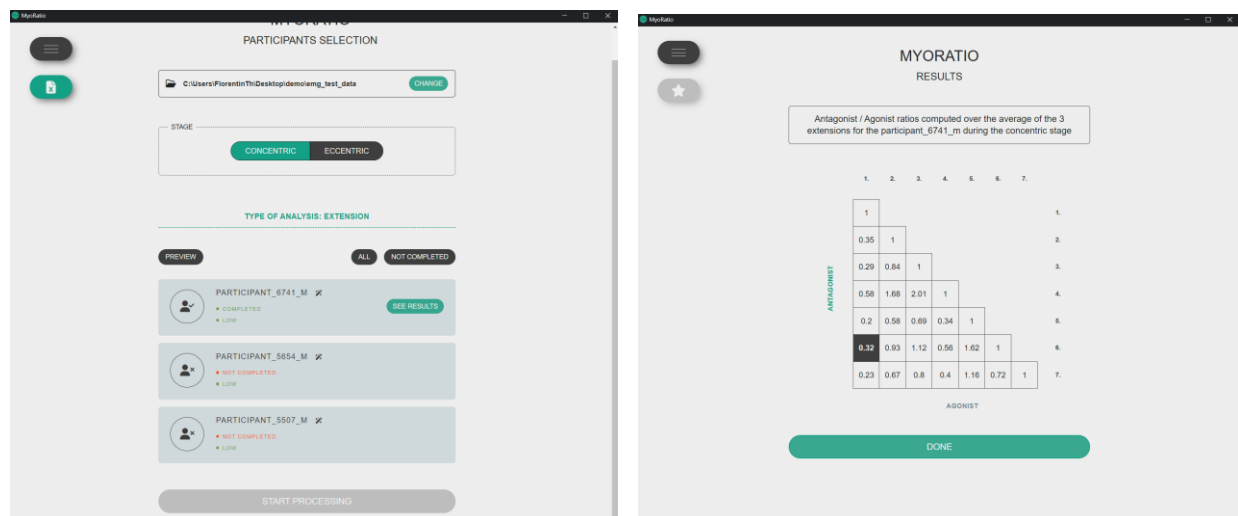 MyoRatio
PARTICIPANTS SELECTION
C:\Users\FlorentinTh\Desktop\demo\emg_test_data
CHANGE
STAGE
CONCENTRIC ECCENTRIC
TYPE OF ANALYSIS: EXTENSION
PREVIEW ALL NOT COMPLETED
PARTICIPANT_6741_M
COMPLETED
LOW
SEE RESULTS
PARTICIPANT_5654_M
NOT COMPLETED
LOW
PARTICIPANT_5507_M
NOT COMPLETED
LOW
START PROCESSING
MyoRatio
MYORATIO
RESULTS
Antagonist / Agonist ratios computed over the average of the 3
extensions for the participant_6741_m during the concentric stage
1. 2. 3. 4. 5. 6. 7.
1 1.
0.35 1 2.
0.29 0.84 1 3.
0.58 1.68 2.01 1 4.
0.2 0.58 0.69 0.34 1 5.
0.32 0.93 1.12 0.56 1.62 1 6.
0.23 0.67 0.8 0.4 1.16 0.72 1 7.
ANTAGONIST
AGONIST
DONE